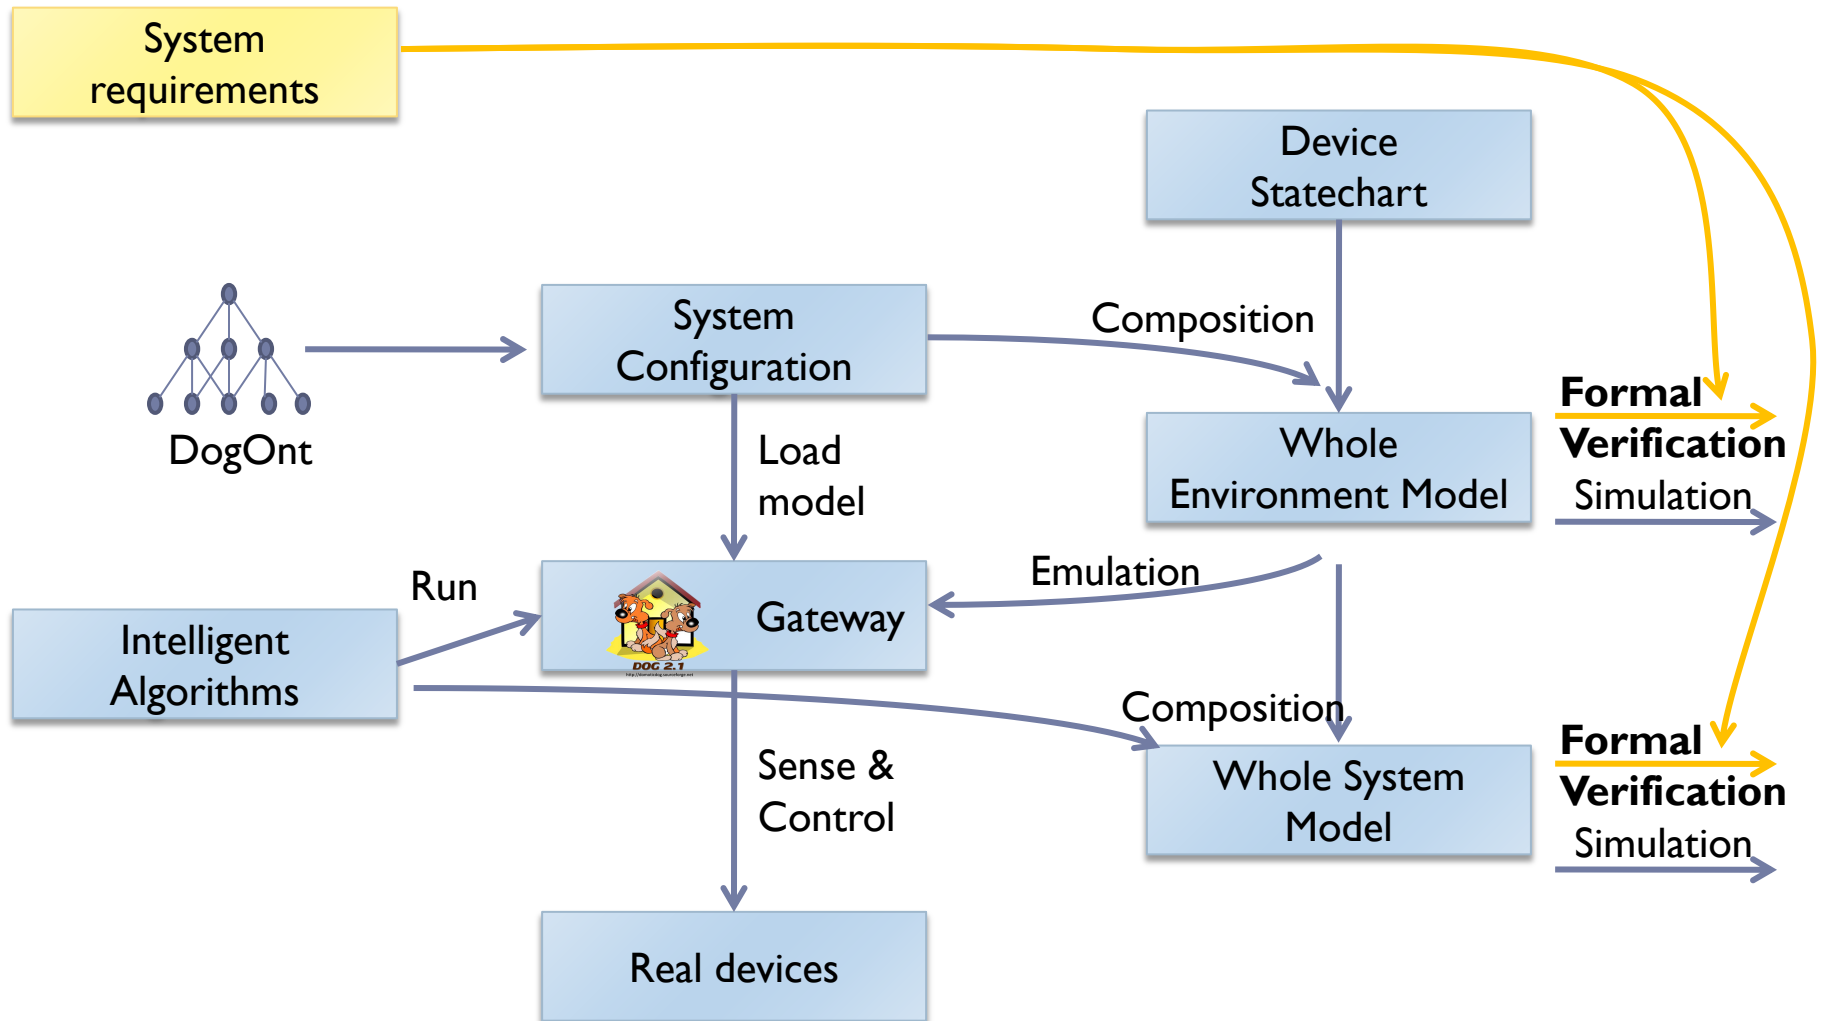 System
requirements
Device
Statechart
System
Configuration
Composition
DogOnt
Load
model
Whole
Environment Model
Formal
Verification
Simulation
Run
Emulation
Gateway
DOG 2.1
Intelligent
Algorithms
Composition
Sense &
Control
Whole System
Model
Formal
Verification
Simulation
Real devices